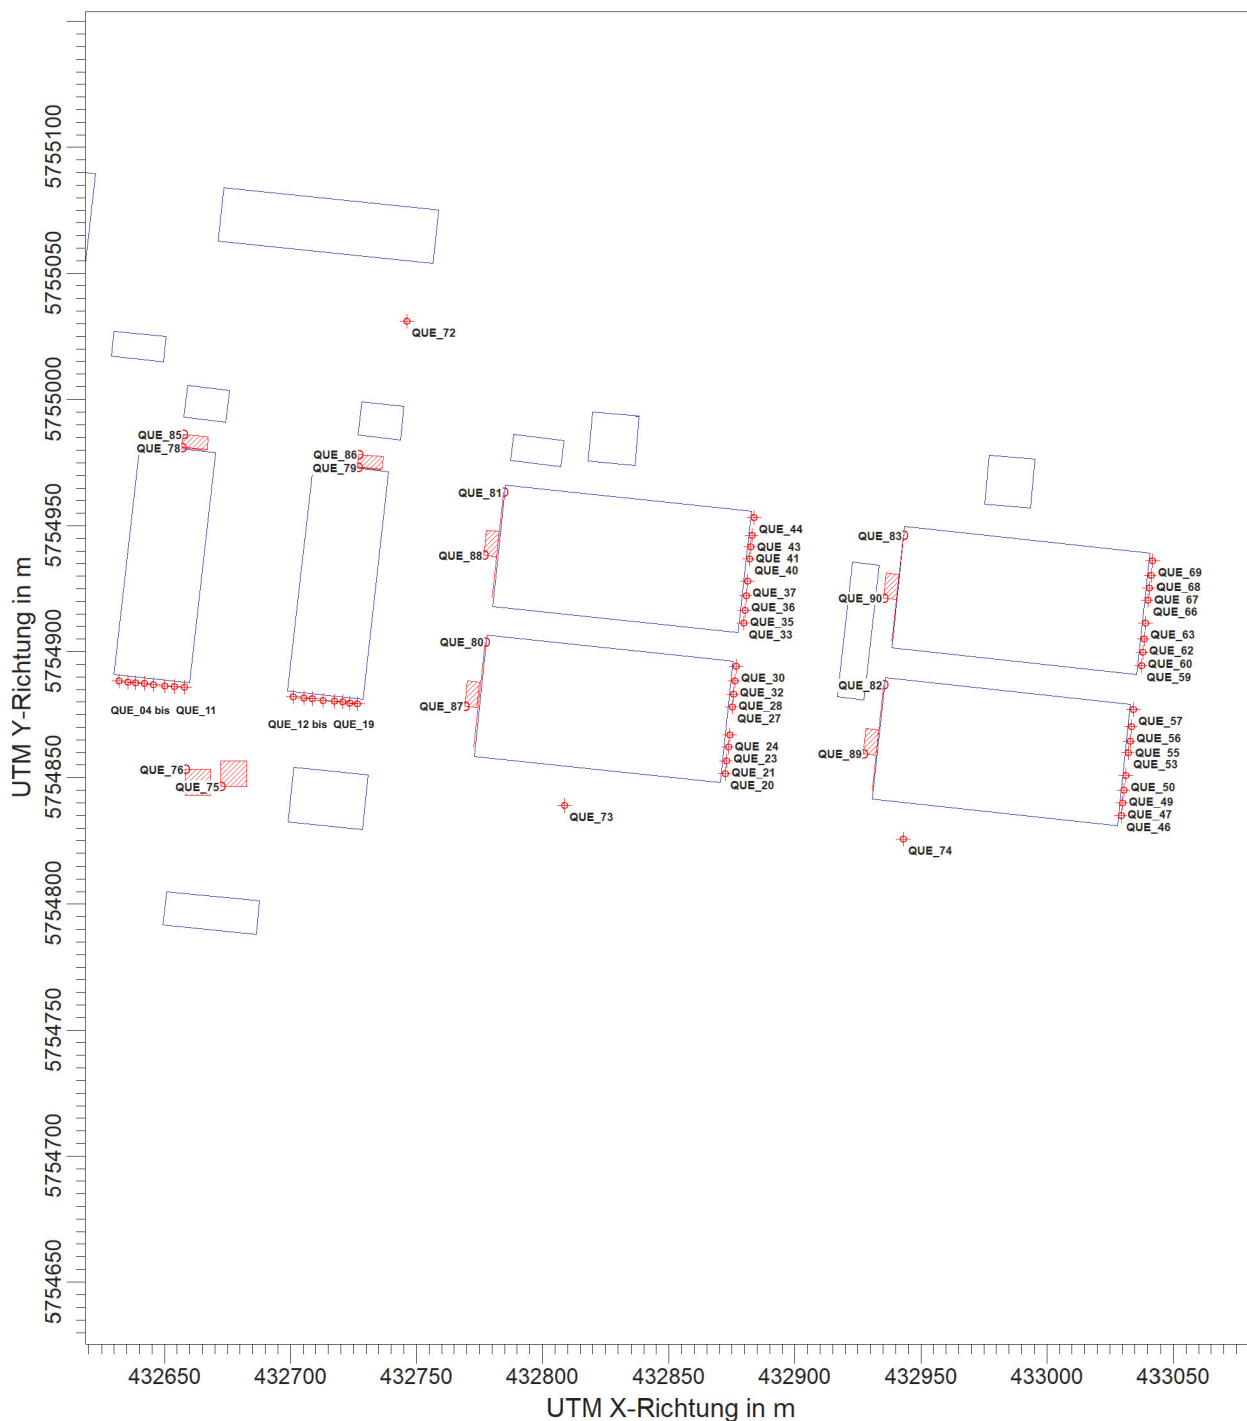 5755100
5755050
QUE_72
5755000
QUE_85
QUE_78
QUE_86
QUE_79
QUE_81
QUE_44
QUE_43
QUE_41
QUE_40
QUE_88
QUE_83
QUE_69
QUE_68
QUE_67
QUE_66
QUE_90
5754950
QUE_37
QUE_36
QUE_35
QUE_33
QUE_63
QUE_62
QUE_60
QUE_59
5754900
QUE_80
QUE_30
QUE_32
QUE_28
QUE_27
QUE_87
QUE_82
QUE_04 bis QUE_11
QUE_12 bis QUE_19
QUE_57
QUE_56
QUE_55
QUE_53
QUE_89
QUE_24
QUE_23
QUE_21
QUE_20
QUE_76
QUE_75
5754850
QUE_50
QUE_49
QUE_47
QUE_46
QUE_73
QUE_74
5754800
5754750
5754700
5754650
UTM Y-Richtung in m
432650 432700 432750 432800 432850 432900 432950 433000 433050
UTM X-Richtung in m